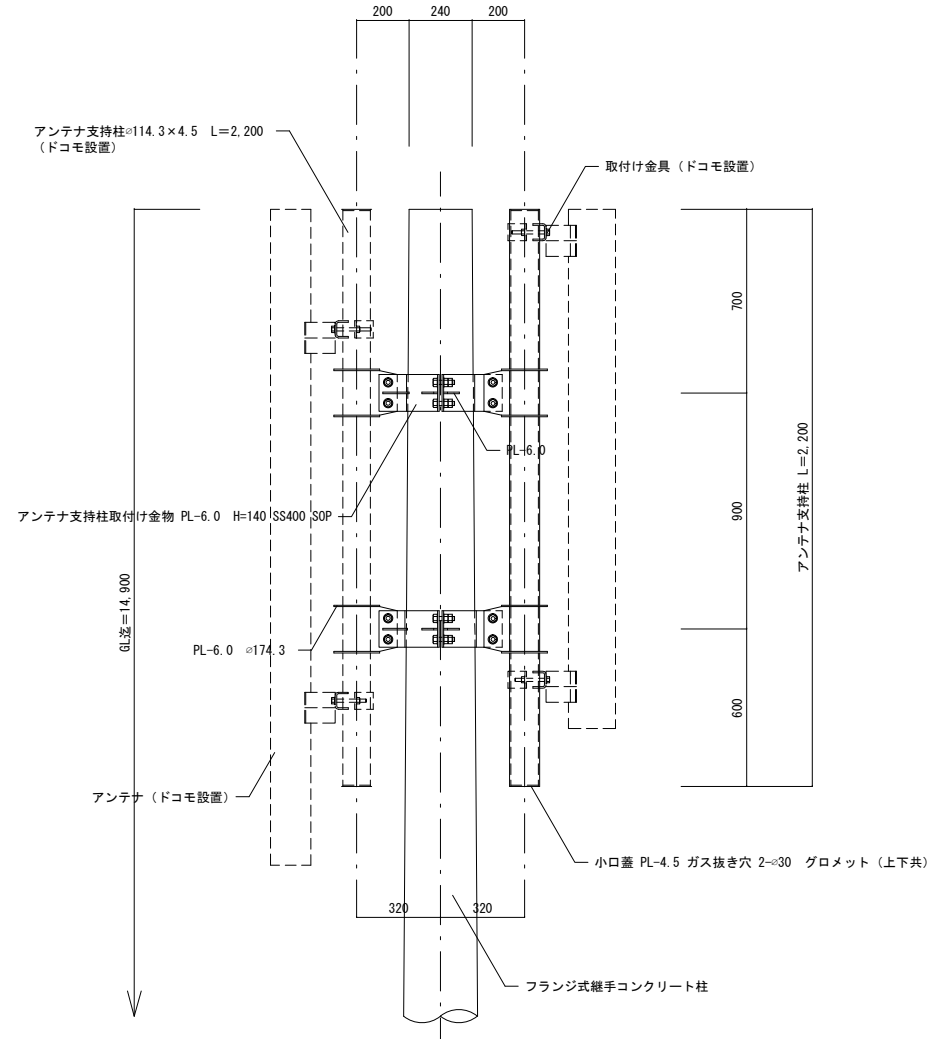 200 240 200
アンテナ支持柱⌀114.3×4.5 L=2,200
（ドコモ設置）
取付け金具（ドコモ設置）
700
PL-6.0
900
アンテナ支持柱 L=2,200
アンテナ支持柱取付け金物 PL-6.0 H=140 SS400 SOP
GL迄=14,900
PL-6.0 ⌀174.3
600
アンテナ（ドコモ設置）
小口蓋 PL-4.5 ガス抜き穴 2-⌀30 グロメット（上下共）
320 320
フランジ式継手コンクリート柱